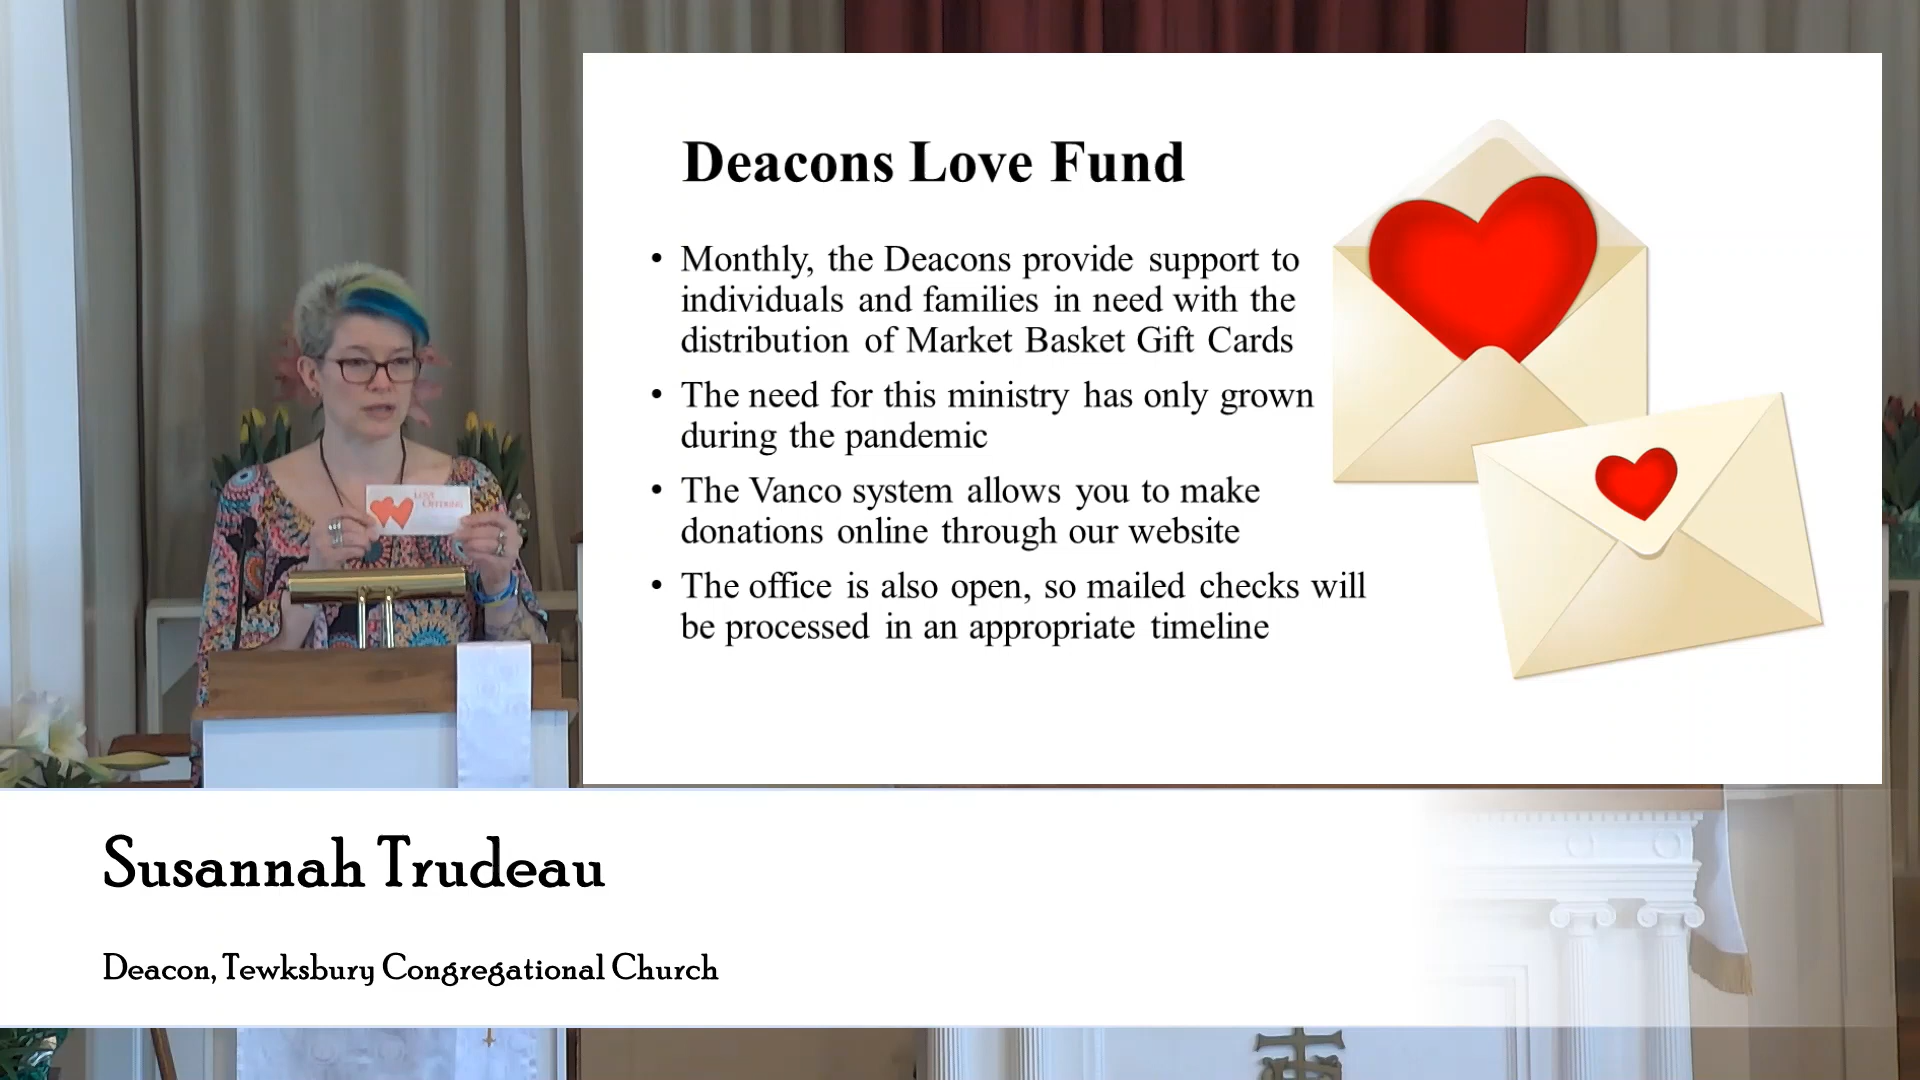 Deacons Love Fund
• Monthly, the Deacons provide support to
individuals and families in need with the
distribution of Market Basket Gift Cards
• The need for this ministry has only grown
during the pandemic
• The Vanco system allows you to make
donations online through our website
• The office is also open, so mailed checks will
be processed in an appropriate timeline
LOVE
OFFERING
Susannah Trudeau
Deacon, Tewksbury Congregational Church